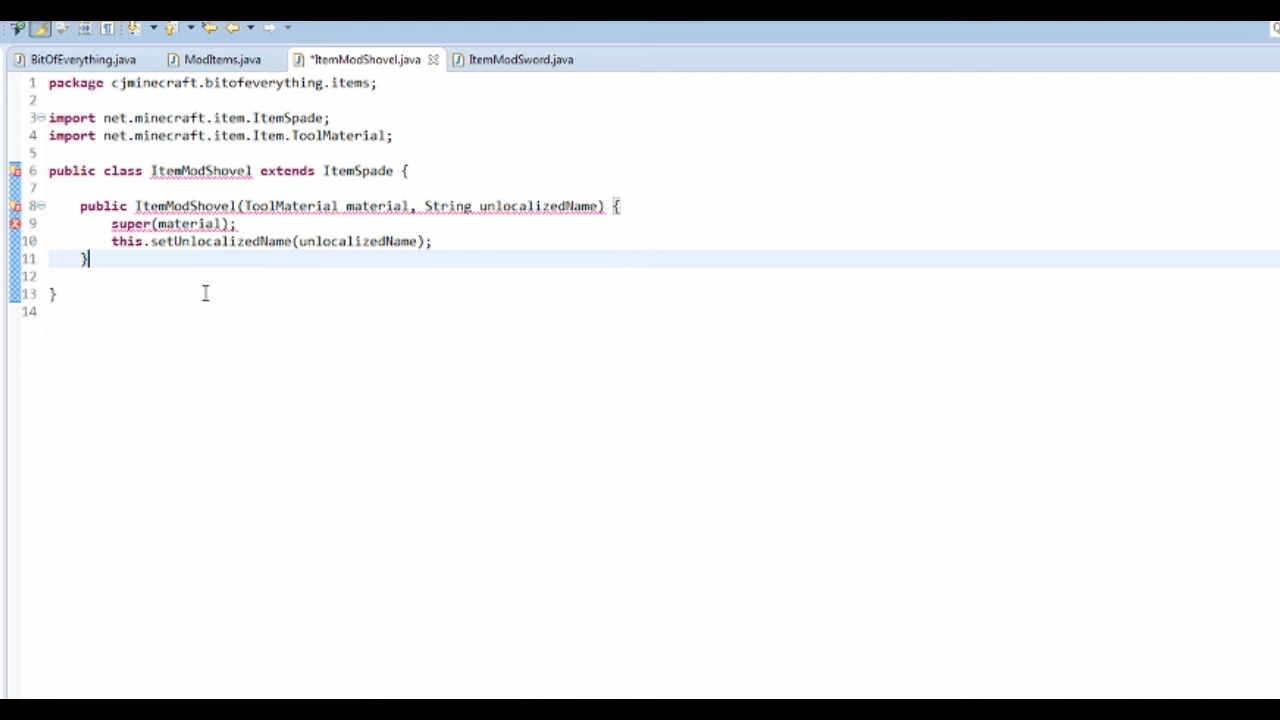 BitOfEverything.java ModItems.java *ItemModShovel.java ItemModSword.java
1 package cjminecraft.bitofeverything.items;
2
3 import net.minecraft.item.ItemSpade;
4 import net.minecraft.item.Item.ToolMaterial;
5
6 public class ItemModShovel extends ItemSpade {
7
8 public ItemModShovel(ToolMaterial material, String unlocalizedName) {
9 super(material);
10 this.setUnlocalizedName(unlocalizedName);
11 }
12
13 }
14